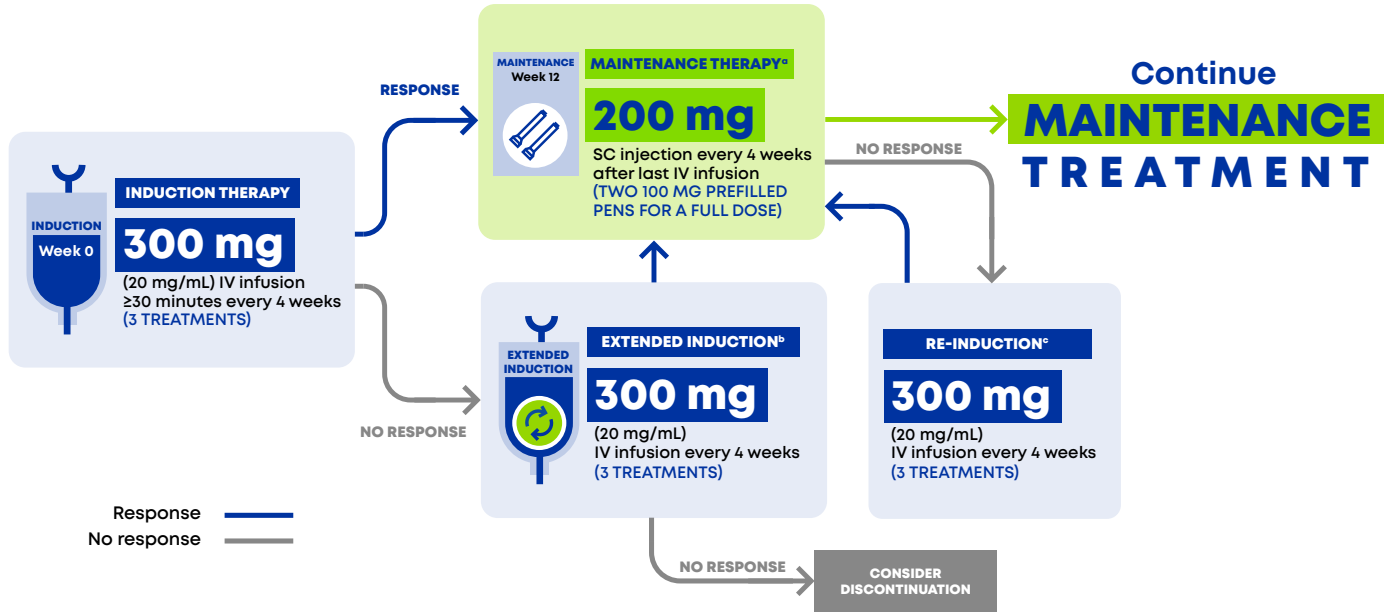 INDUCTION
Week 0
INDUCTION THERAPY
300 mg
(20 mg/mL) IV infusion
≥30 minutes every 4 weeks
(3 TREATMENTS)
RESPONSE
NO RESPONSE
MAINTENANCE
Week 12
MAINTENANCE THERAPYᵃ
200 mg
SC injection every 4 weeks
after last IV infusion
(TWO 100 MG PREFILLED
PENS FOR A FULL DOSE)
NO RESPONSE
Continue
MAINTENANCE
TREATMENT
EXTENDED
INDUCTION
EXTENDED INDUCTIONᵇ
300 mg
(20 mg/mL)
IV infusion every 4 weeks
(3 TREATMENTS)
RE-INDUCTIONᶜ
300 mg
(20 mg/mL)
IV infusion every 4 weeks
(3 TREATMENTS)
Response
No response
NO RESPONSE
CONSIDER
DISCONTINUATION